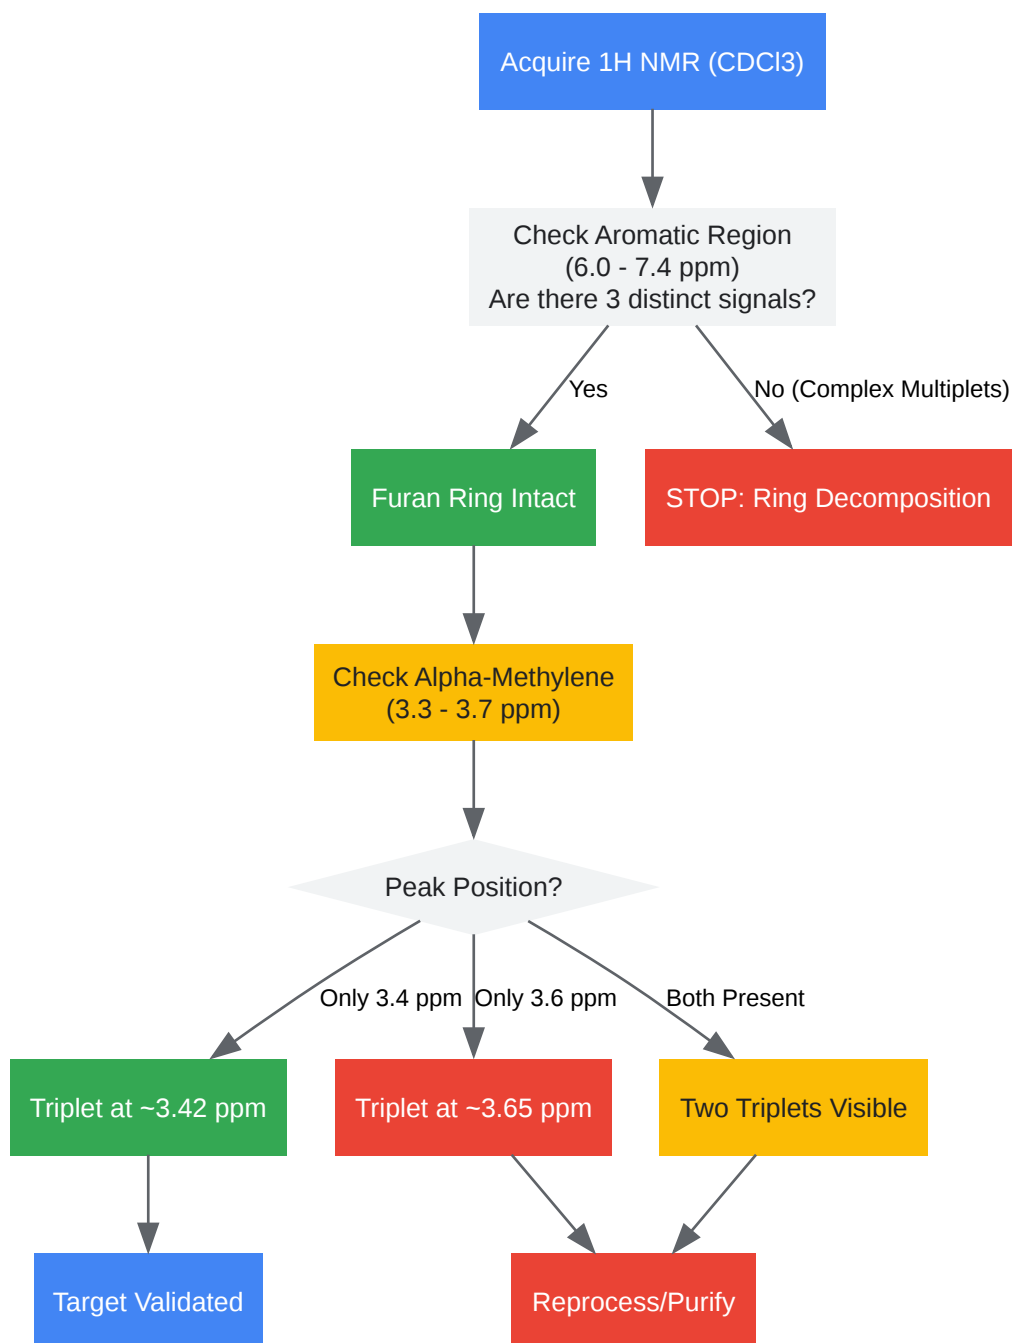 Acquire 1H NMR (CDCl3)
Check Aromatic Region
(6.0 - 7.4 ppm)
Are there 3 distinct signals?
Yes
No (Complex Multiplets)
Furan Ring Intact
STOP: Ring Decomposition
Check Alpha-Methylene
(3.3 - 3.7 ppm)
Peak Position?
Only 3.4 ppm
Only 3.6 ppm
Both Present
Triplet at ~3.42 ppm
Triplet at ~3.65 ppm
Two Triplets Visible
Target Validated
Reprocess/Purify